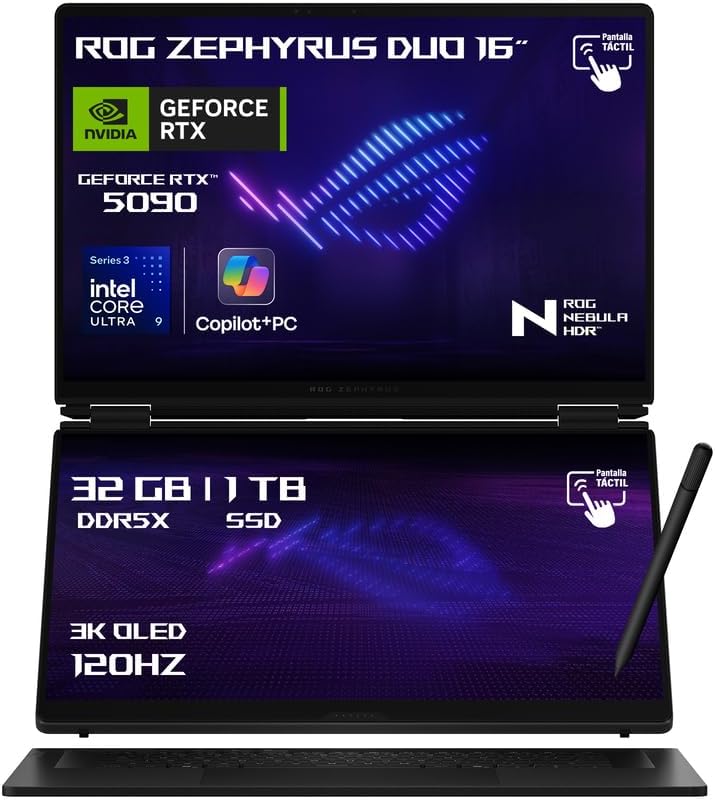 ROG ZEPHYRUS DUO 16”
Pantalla
TÁCTIL
NVIDIA
GEFORCE
RTX
GEFORCE RTX™
5090
Series 3
intel
CORE
ULTRA 9
Copilot+PC
N ROG
NEBULA
HDR™
ROG ZEPHYRUS
32 GB | 1 TB
DDR5X SSD
Pantalla
TÁCTIL
3K OLED
120HZ